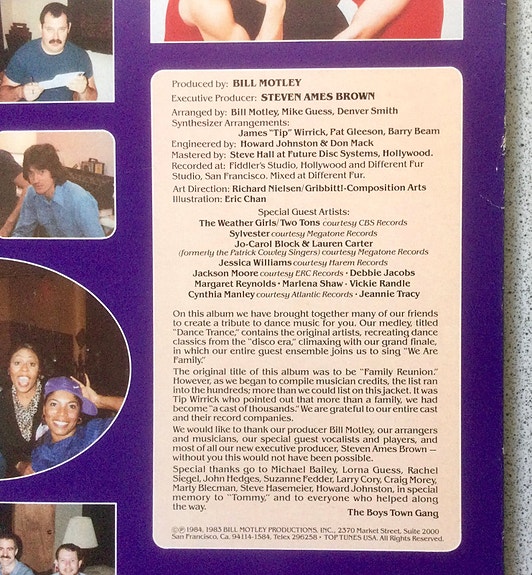 Produced by: BILL MOTLEY
Executive Producer: STEVEN AMES BROWN
Arranged by: Bill Motley, Mike Guess, Denver Smith
Synthesizer Arrangements:
James "Tip" Wirrick, Pat Gleeson, Barry Beam
Engineered by: Howard Johnston & Don Mack
Mastered by: Steve Hall at Future Disc Systems, Hollywood.
Recorded at: Fiddler's Studio, Hollywood and Different Fur
Studio, San Francisco. Mixed at Different Fur.
Art Direction: Richard Nielsen/Gribbittl-Composition Arts
Illustration: Eric Chan
Special Guest Artists:
The Weather Girls/Two Tons courtesy CBS Records
Sylvester courtesy Megatone Records
Jo-Carol Block & Lauren Carter
(formerly the Patrick Cowley Singers) courtesy Megatone Records
Jessica Williams courtesy Harem Records
Jackson Moore courtesy ERC Records · Debbie Jacobs
Margaret Reynolds · Marlena Shaw · Vickie Randle
Cynthia Manley courtesy Atlantic Records · Jeannie Tracy
On this album we have brought together many of our friends
to create a tribute to dance music for you. Our medley, titled
"Dance Trance," contains the original artists, recreating dance
classics from the "disco era," climaxing with our grand finale,
in which our entire guest ensemble joins us to sing "We Are
Family."
The original title of this album was to be "Family Reunion."
However, as we began to compile musician credits, the list ran
into the hundreds; more than we could list on this jacket. It was
Tip Wirrick who pointed out that more than a family, we had
become "a cast of thousands." We are grateful to our entire cast
and their record companies.
We would like to thank our producer Bill Motley, our arrangers
and musicians, our special guest vocalists and players, and
most of all our new executive producer, Steven Ames Brown —
without you this would not have been possible.
Special thanks go to Michael Bailey, Lorna Guess, Rachel
Siegel, John Hedges, Suzanne Fedder, Larry Cory, Craig Morey,
Marty Blecman, Steve Hasemeier, Howard Johnston, in special
memory to "Tommy," and to everyone who helped along
the way.
The Boys Town Gang
©℗ 1984, 1983 BILL MOTLEY PRODUCTIONS, INC., 2370 Market Street, Suite 2000
San Francisco, Ca. 94114-1584, Telex 296258 · TOP TUNES USA. All Rights Reserved.